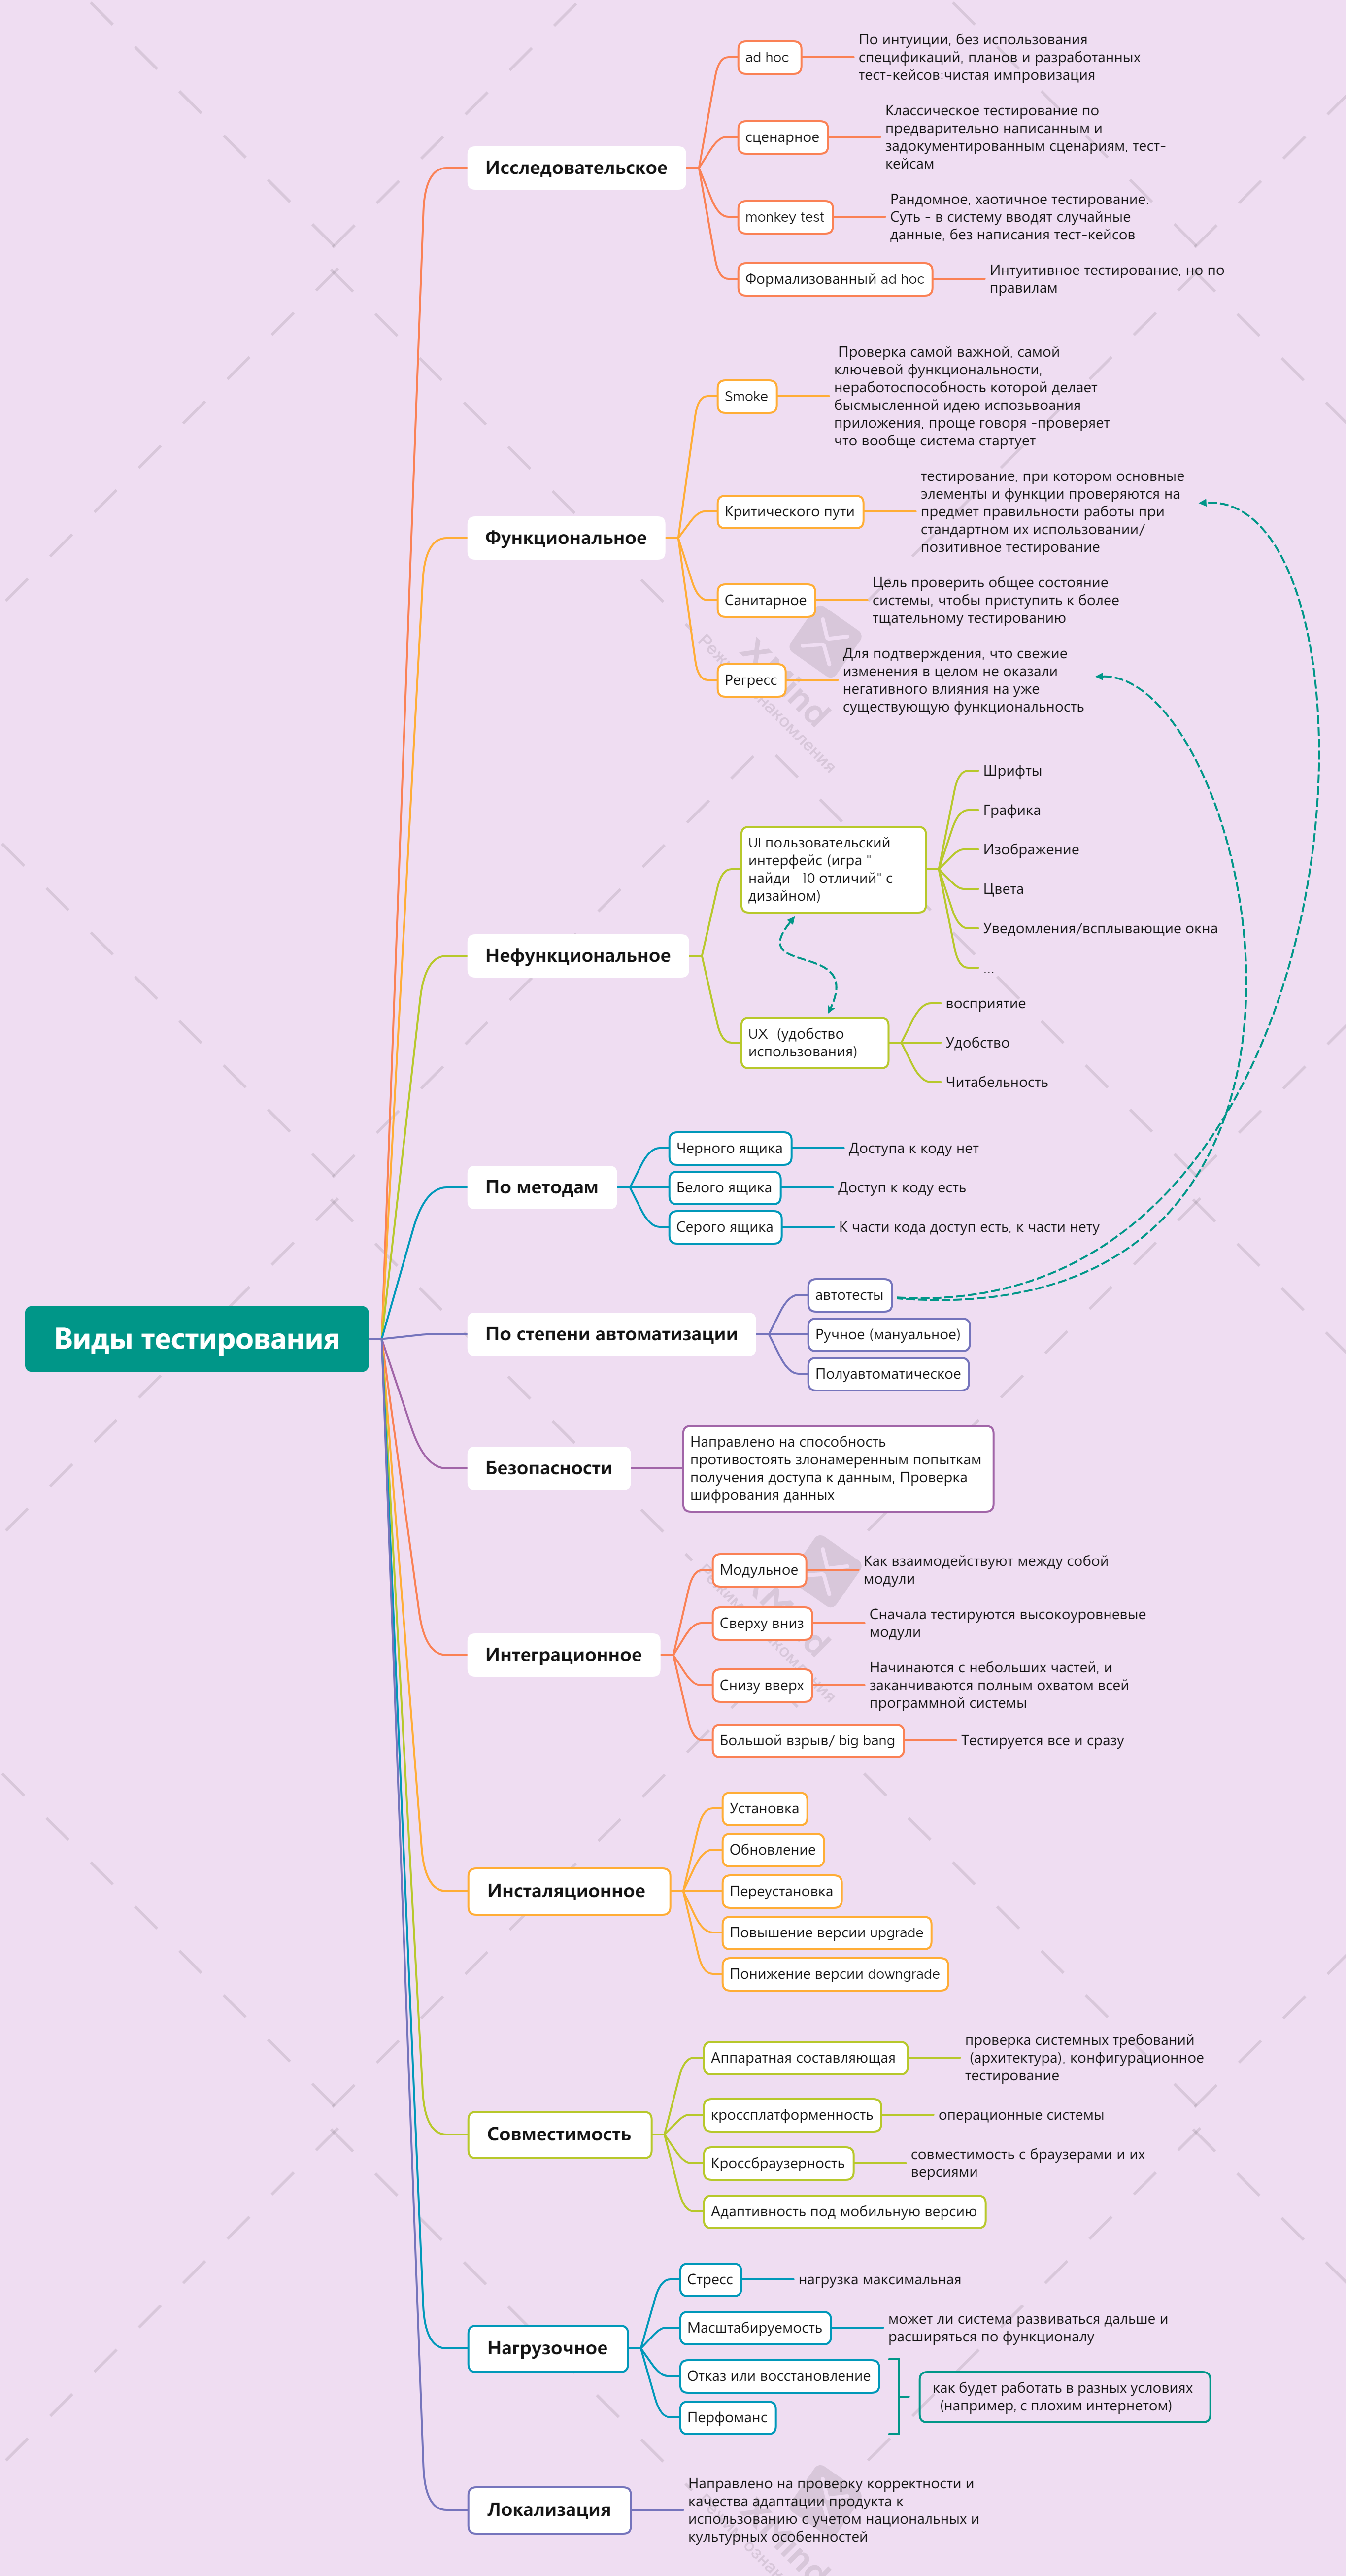 Виды тестирования
Исследовательское
ad hoc
По интуиции, без использования
спецификаций, планов и разработанных
тест-кейсов:чистая импровизация
сценарное
Классическое тестирование по
предварительно написанным и
задокументированным сценариям, тест-
кейсам
monkey test
Рандомное, хаотичное тестирование.
Суть - в систему вводят случайные
данные, без написания тест-кейсов
Формализованный ad hoc
Интуитивное тестирование, но по
правилам
Функциональное
Smoke
Проверка самой важной, самой
ключевой функциональности,
неработоспособность которой делает
бысмысленной идею испозьвоания
приложения, проще говоря -проверяет
что вообще система стартует
Критического пути
тестирование, при котором основные
элементы и функции проверяются на
предмет правильности работы при
стандартном их использовании/
позитивное тестирование
Санитарное
Цель проверить общее состояние
системы, чтобы приступить к более
тщательному тестированию
Регресс
Для подтверждения, что свежие
изменения в целом не оказали
негативного влияния на уже
существующую функциональность
Нефункциональное
UI пользовательский
интерфейс (игра "
найди 10 отличий" с
дизайном)
Шрифты
Графика
Изображение
Цвета
Уведомления/всплывающие окна
...
UX (удобство
использования)
восприятие
Удобство
Читабельность
По методам
Черного ящика
Доступа к коду нет
Белого ящика
Доступ к коду есть
Серого ящика
К части кода доступ есть, к части нету
По степени автоматизации
автотесты
Ручное (мануальное)
Полуавтоматическое
Безопасности
Направлено на способность
противостоять злонамеренным попыткам
получения доступа к данным, Проверка
шифрования данных
Интеграционное
Модульное
Как взаимодействуют между собой
модули
Сверху вниз
Сначала тестируются высокоуровневые
модули
Снизу вверх
Начинаются с небольших частей, и
заканчиваются полным охватом всей
программной системы
Большой взрыв/ big bang
Тестируется все и сразу
Инсталяционное
Установка
Обновление
Переустановка
Повышение версии upgrade
Понижение версии downgrade
Совместимость
Аппаратная составляющая
проверка системных требований
(архитектура), конфигурационное
тестирование
кроссплатформенность
операционные системы
Кроссбраузерность
совместимость с браузерами и их
версиями
Адаптивность под мобильную версию
Нагрузочное
Стресс
нагрузка максимальная
Масштабируемость
может ли система развиваться дальше и
расширяться по функционалу
Отказ или восстановление
Перфоманс
как будет работать в разных условиях
(например, с плохим интернетом)
Локализация
Направлено на проверку корректности и
качества адаптации продукта к
использованию с учетом национальных и
культурных особенностей
XMind